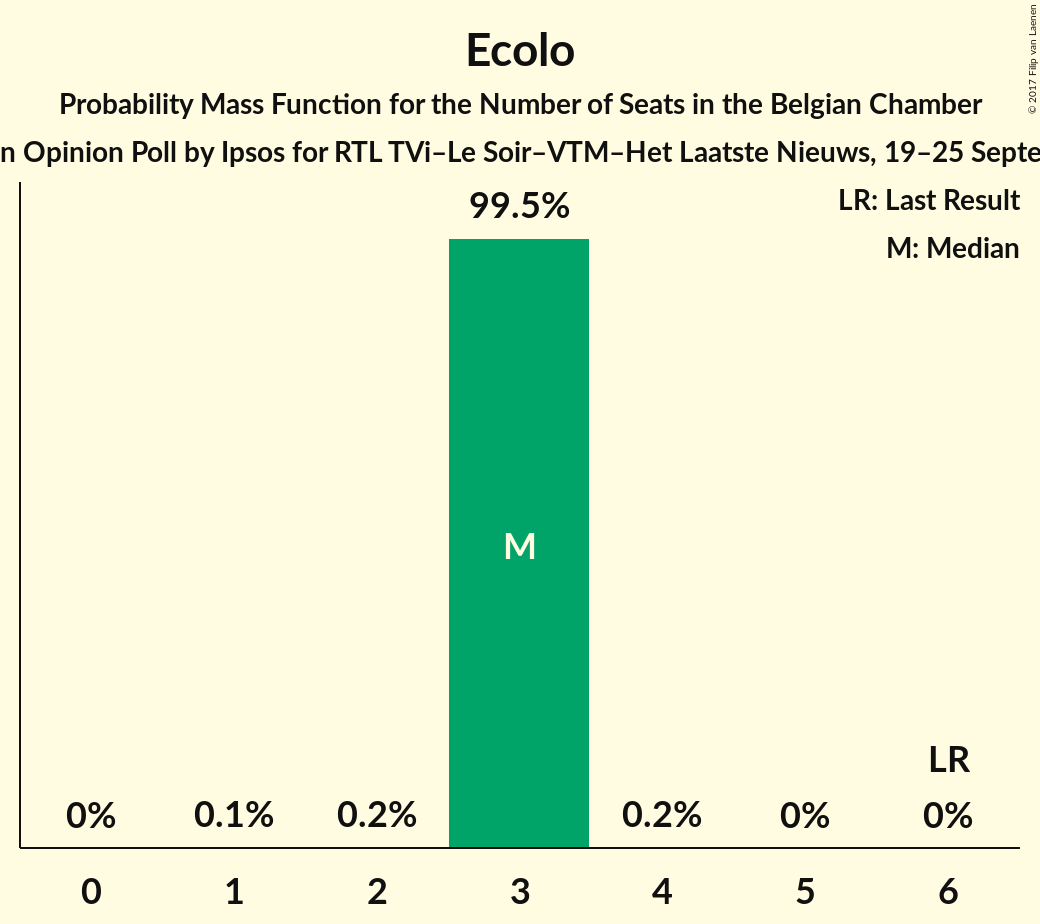 Ecolo
Probability Mass Function for the Number of Seats in the Belgian Chamber
n Opinion Poll by Ipsos for RTL TVi–Le Soir–VTM–Het Laatste Nieuws, 19–25 Septe
© 2017 Filip van Laenen
LR: Last Result
M: Median
99.5%
M
LR
0% 0.1% 0.2% 0.2% 0% 0%
0 1 2 3 4 5 6